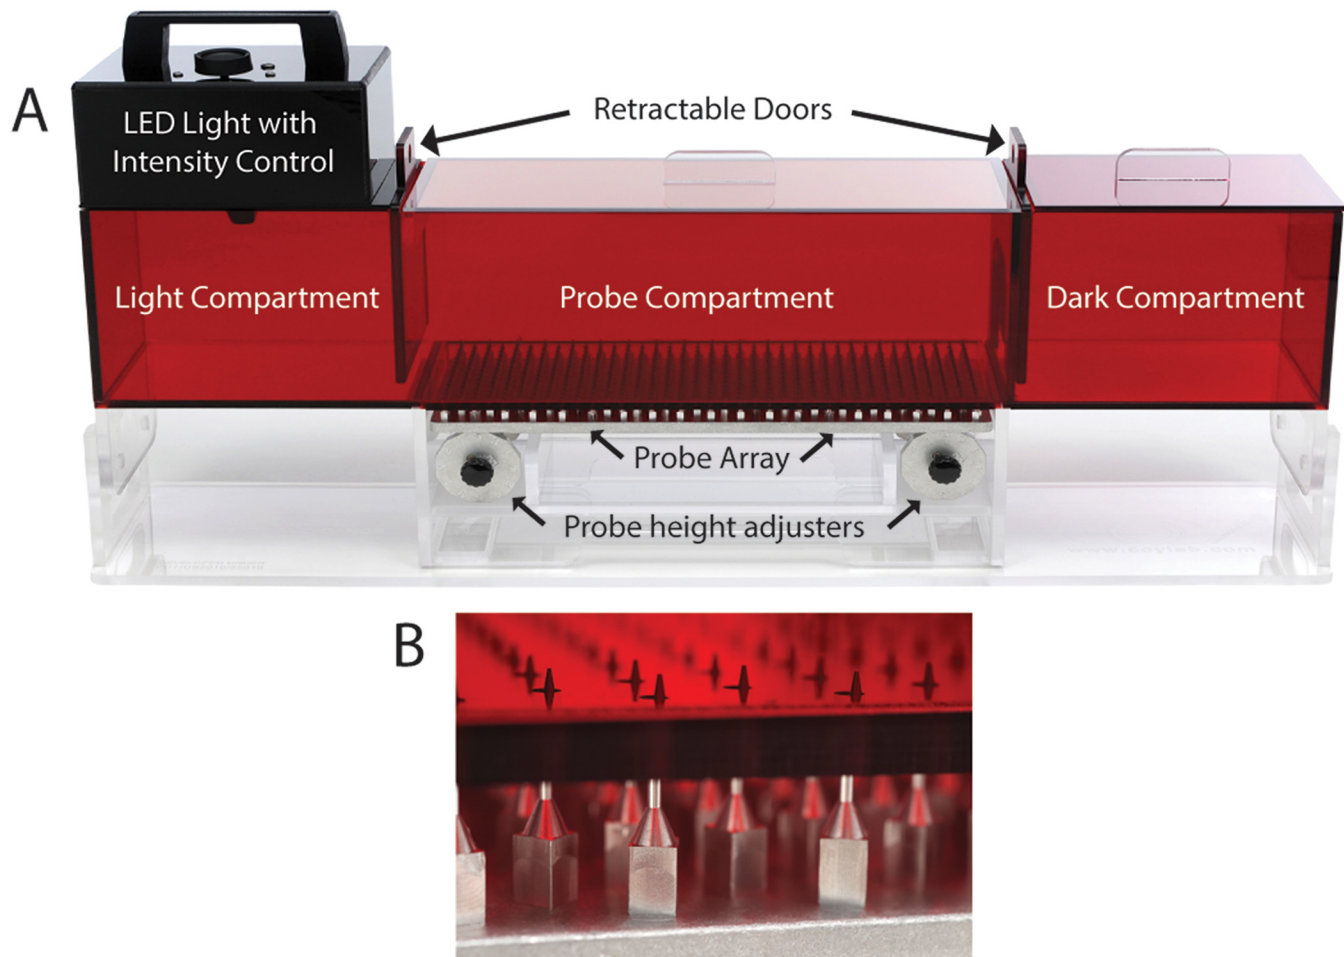 A
LED Light with
Intensity Control
Retractable Doors
Light Compartment
Probe Compartment
Dark Compartment
Probe Array
Probe height adjusters
B